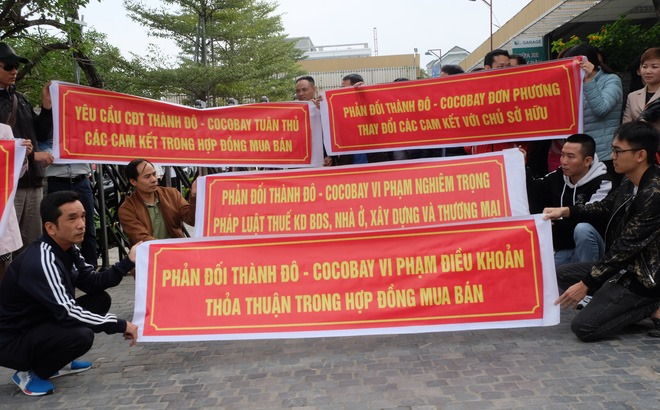 YÊU CẦU CĐT THÀNH ĐÔ - COCOBAY TUÂN THỦ
CÁC CAM KẾT TRONG HỢP ĐỒNG MUA BÁN
PHẢN ĐỐI THÀNH ĐÔ - COCOBAY ĐƠN PHƯƠNG
THAY ĐỔI CÁC CAM KẾT VỚI CHỦ SỞ HỮU
PHẢN ĐỐI THÀNH ĐÔ - COCOBAY VI PHẠM NGHIÊM TRỌNG
PHÁP LUẬT THUẾ KD BDS, NHÀ Ở, XÂY DỰNG VÀ THƯƠNG MẠI
PHẢN ĐỐI THÀNH ĐÔ - COCOBAY VI PHẠM ĐIỀU KHOẢN
THỎA THUẬN TRONG HỢP ĐỒNG MUA BÁN
GARAGE